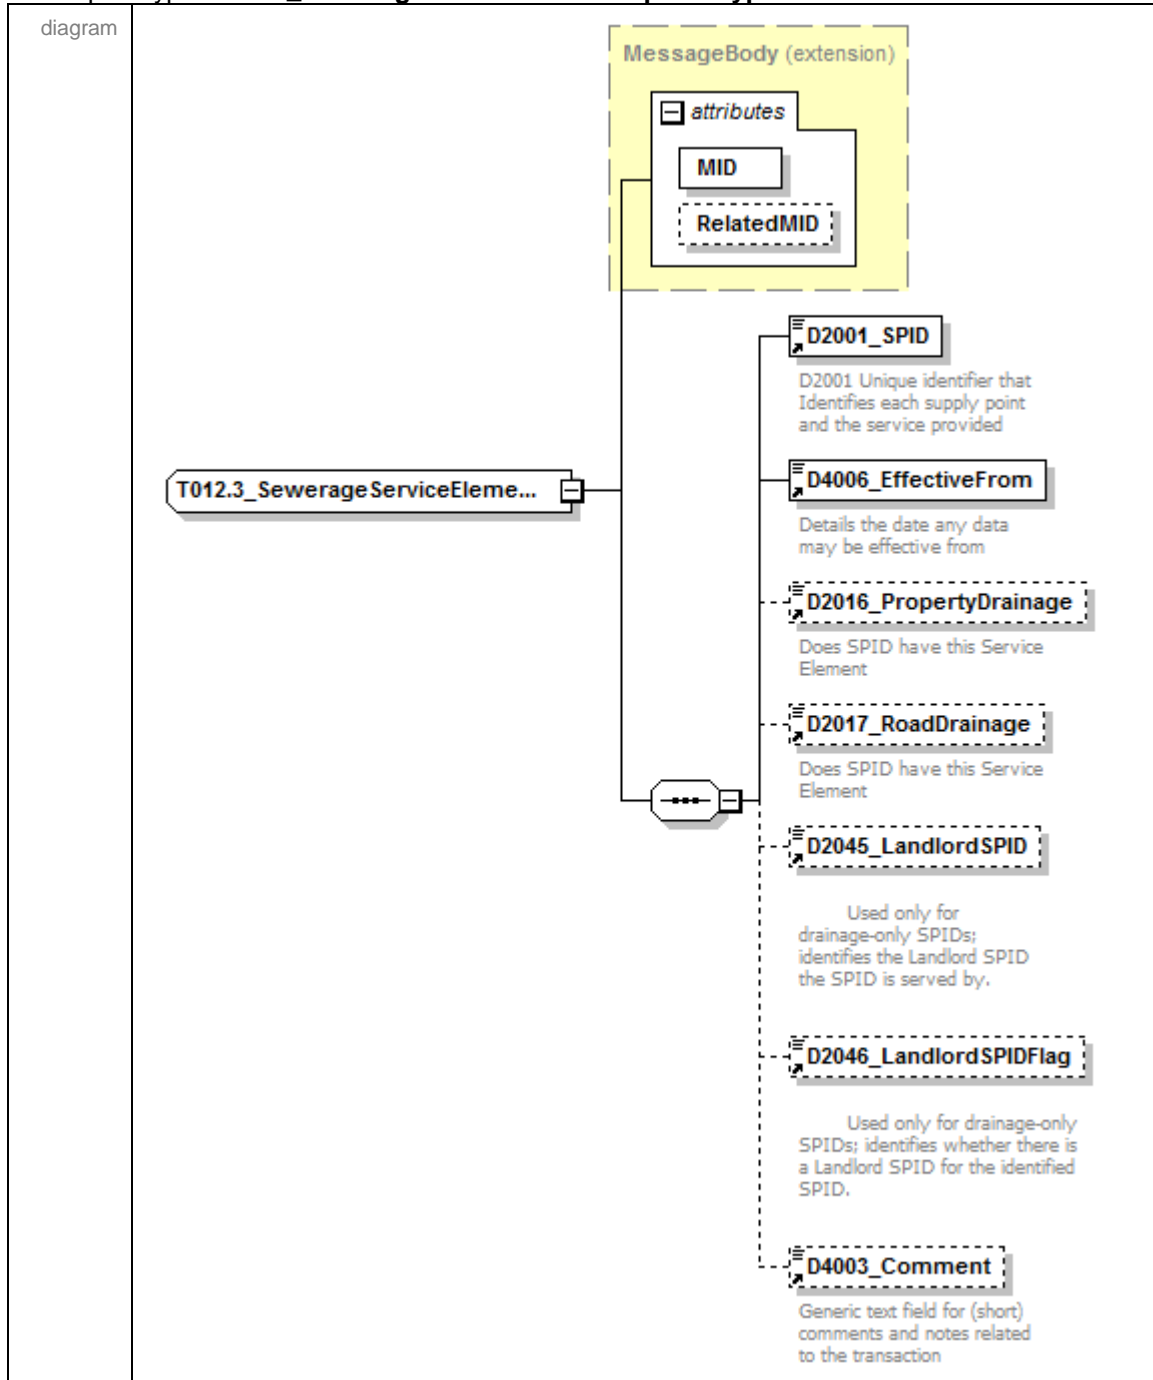 diagram
MessageBody (extension)
attributes
MID
RelatedMID
D2001_SPID
D2001 Unique identifier that
Identifies each supply point
and the service provided
T012.3_SewerageServiceEleme...
D4006_EffectiveFrom
Details the date any data
may be effective from
D2016_PropertyDrainage
Does SPID have this Service
Element
D2017_RoadDrainage
Does SPID have this Service
Element
D2045_LandlordSPID
Used only for
drainage-only SPIDs;
identifies the Landlord SPID
the SPID is served by.
D2046_LandlordSPIDFlag
Used only for drainage-only
SPIDs; identifies whether there is
a Landlord SPID for the identified
SPID.
D4003_Comment
Generic text field for (short)
comments and notes related
to the transaction